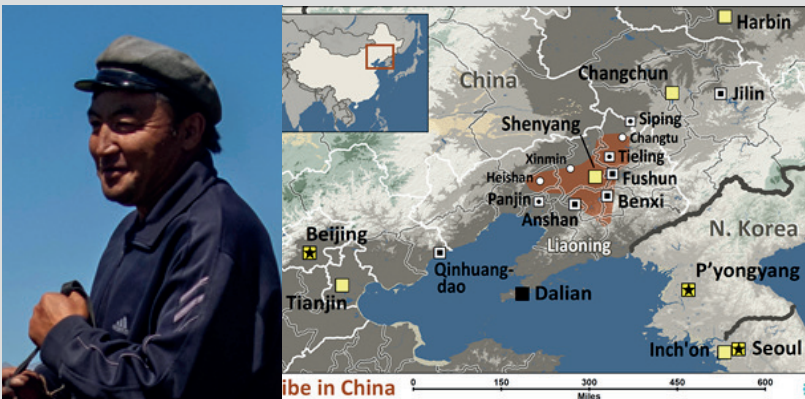 Harbin
China
Changchun
Jilin
Siping
Shenyang
Changtu
Xinmin
Tieling
Heishan
Fushun
Panjin
Benxi
Anshan
N. Korea
Beijing
Liaoning
Qinhuang-
dao
P'yongyang
Tianjin
Dalian
Inch'on
Seoul
adidas
ibe in China
0 150 300 450 600
Miles